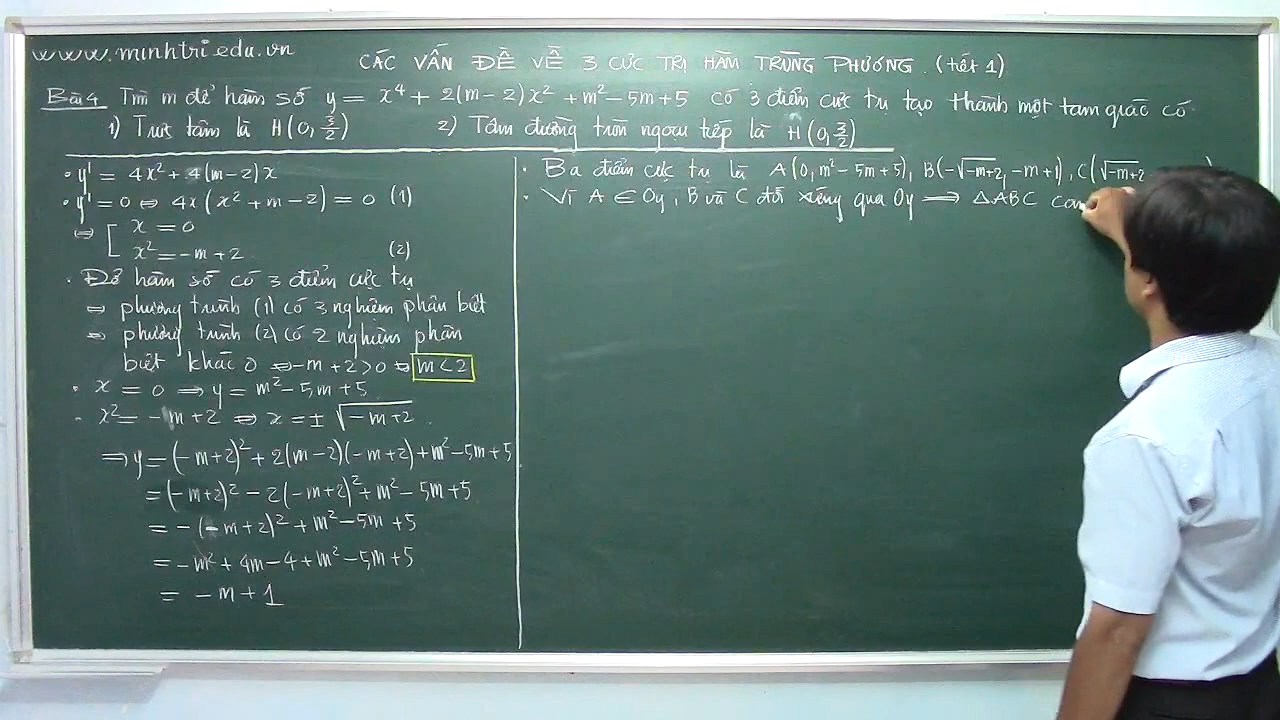 www.minhtri.edu.vn
CÁC VẤN ĐỀ VỀ 3 CỰC TRỊ HÀM TRÙNG PHƯƠNG. (tiết 1)
Bài 4 Tìm m để hàm số y = x⁴ + 2(m-2)x² + m² - 5m + 5 có 3 điểm cực trị tạo thành một tam giác có
1) Trực tâm là H(0, 3/2) 2) Tâm đường tròn ngoại tiếp là H(0, 3/2)
• y' = 4x³ + 4(m-2)x
• y' = 0 ⇔ 4x(x² + m - 2) = 0 (1)
⇔ [ x = 0
x² = -m + 2 (2)
• Để hàm số có 3 điểm cực trị
⇔ phương trình (1) có 3 nghiệm phân biệt
⇔ phương trình (2) có 2 nghiệm phân
biệt khác 0 ⇔ -m + 2 > 0 ⇔ m < 2
• x = 0 ⇒ y = m² - 5m + 5
• x² = -m + 2 ⇔ x = ± √(-m+2).
⇒ y = (-m+2)² + 2(m-2)(-m+2) + m² - 5m + 5
= (-m+2)² - 2(-m+2)² + m² - 5m + 5
= -(-m+2)² + m² - 5m + 5
= -m² + 4m - 4 + m² - 5m + 5
= -m + 1
• Ba điểm cực trị là A(0, m² - 5m + 5), B(-√(-m+2), -m+1), C(√(-m+2)
• Vì A ∈ Oy, B và C đối xứng qua Oy ⟹ ΔABC cân